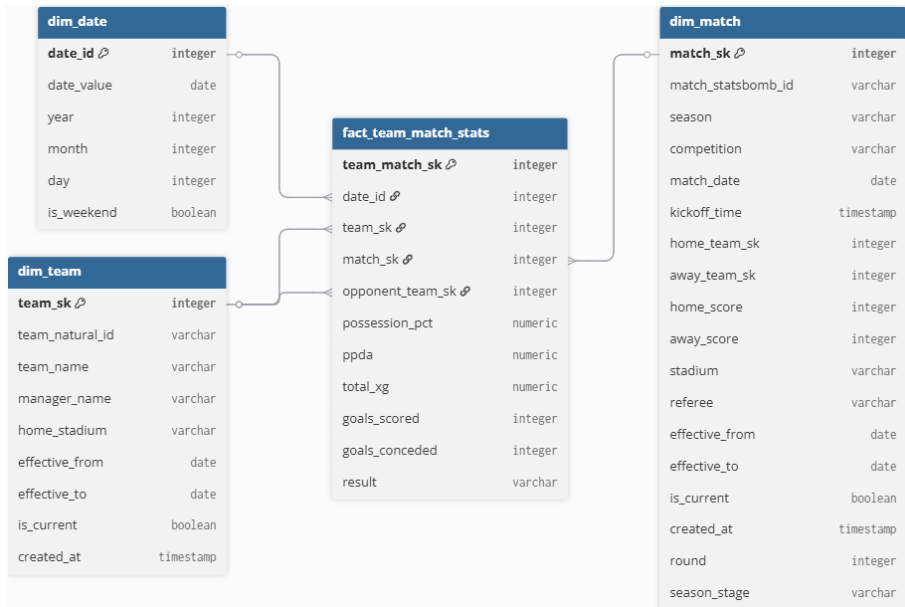 dim_date
date_id integer
date_value date
year integer
month integer
day integer
is_weekend boolean
dim_team
team_sk integer
team_natural_id varchar
team_name varchar
manager_name varchar
home_stadium varchar
effective_from date
effective_to date
is_current boolean
created_at timestamp
fact_team_match_stats
team_match_sk integer
date_id integer
team_sk integer
match_sk integer
opponent_team_sk integer
possession_pct numeric
ppda numeric
total_xg numeric
goals_scored integer
goals_conceded integer
result varchar
dim_match
match_sk integer
match_statsbomb_id varchar
season varchar
competition varchar
match_date date
kickoff_time timestamp
home_team_sk integer
away_team_sk integer
home_score integer
away_score integer
stadium varchar
referee varchar
effective_from date
effective_to date
is_current boolean
created_at timestamp
round integer
season_stage varchar